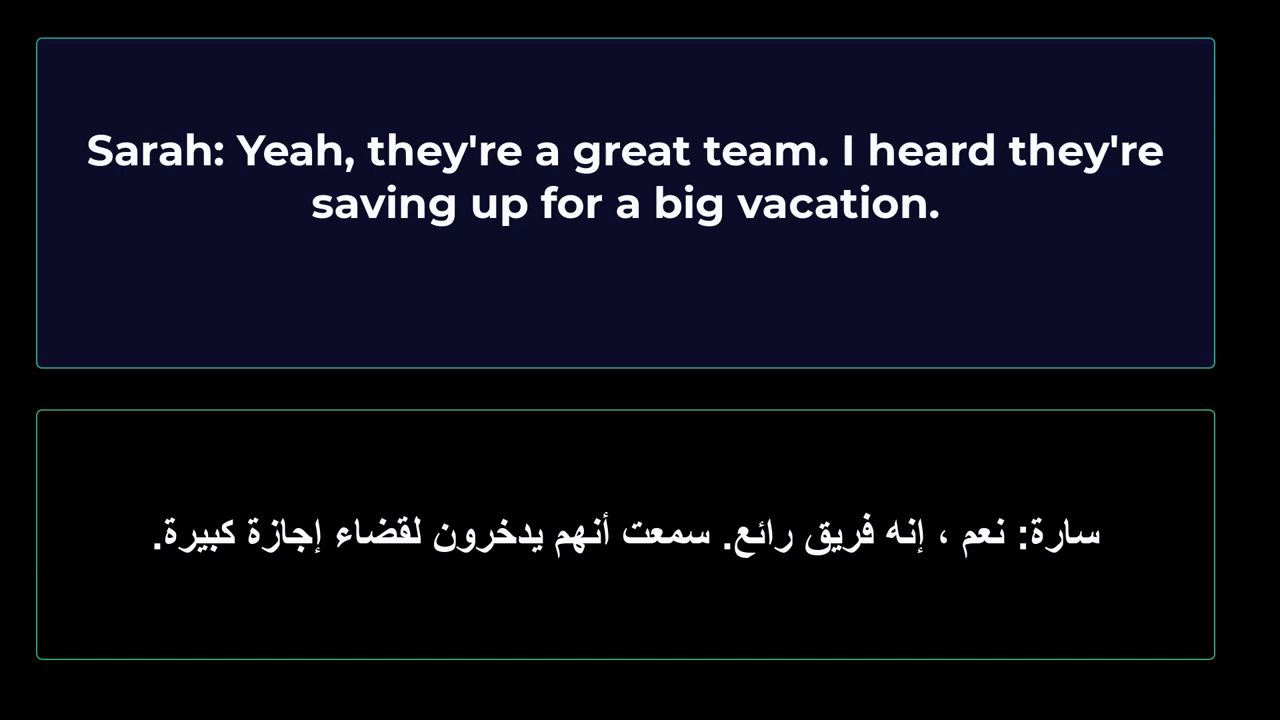 Sarah: Yeah, they're a great team. I heard they're
saving up for a big vacation.
سارة: نعم ، إنه فريق رائع. سمعت أنهم يدخرون لقضاء إجازة كبيرة.